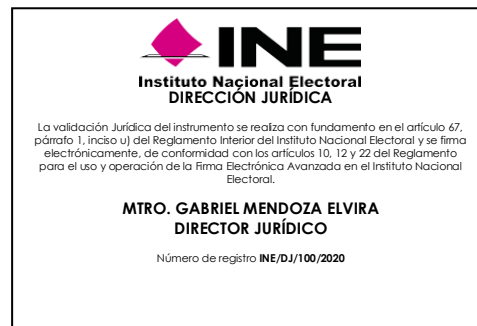 INE
Instituto Nacional Electoral
DIRECCIÓN JURÍDICA
La validación Jurídica del instrumento se realiza con fundamento en el artículo 67,
párrafo 1, inciso u) del Reglamento Interior del Instituto Nacional Electoral y se firma
electrónicamente, de conformidad con los artículos 10, 12 y 22 del Reglamento
para el uso y operación de la Firma Electrónica Avanzada en el Instituto Nacional
Electoral.
MTRO. GABRIEL MENDOZA ELVIRA
DIRECTOR JURÍDICO
Número de registro INE/DJ/100/2020